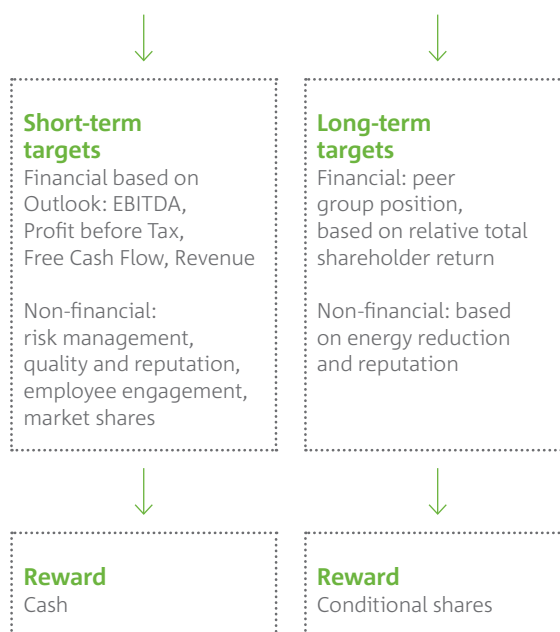 Short-term
targets
Financial based on
Outlook: EBITDA,
Profit before Tax,
Free Cash Flow, Revenue
Non-financial:
risk management,
quality and reputation,
employee engagement,
market shares
Long-term
targets
Financial: peer
group position,
based on relative total
shareholder return
Non-financial: based
on energy reduction
and reputation
Reward
Cash
Reward
Conditional shares